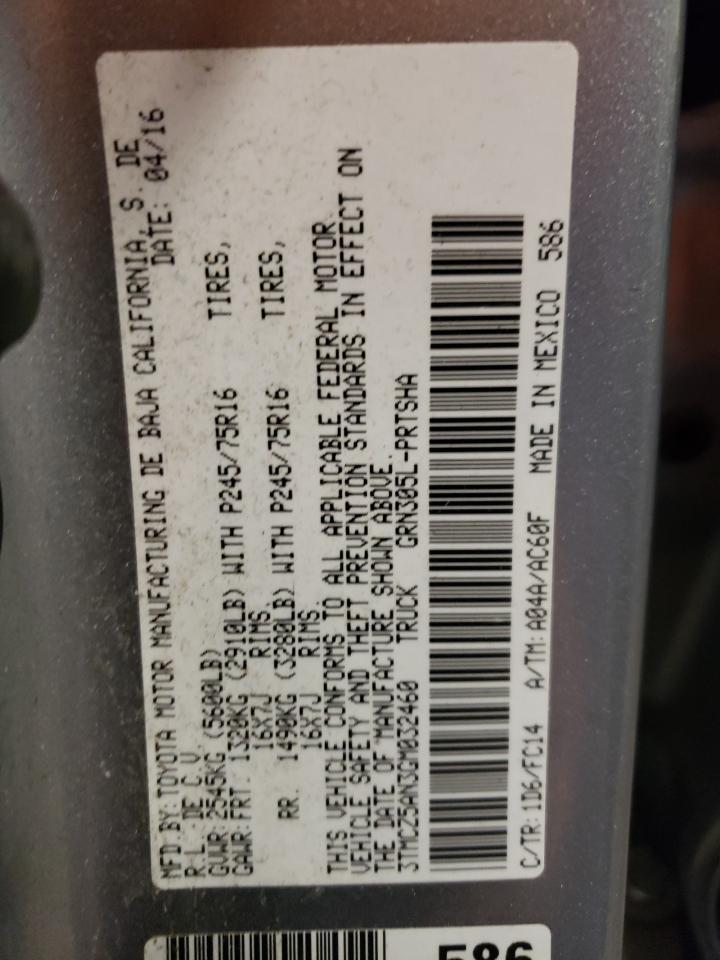 MFD BY: TOYOTA MOTOR MANUFACTURING DE BAJA CALIFORNIA, S. DE
R.L. DE C.V. DATE: 04/16
GVWR: 2545KG (5600LB)
GAWR: FRT. 1320KG (2910LB) WITH P245/75R16 TIRES,
16X7J RIMS.
RR. 1490KG (3280LB) WITH P245/75R16 TIRES,
16X7J RIMS.
THIS VEHICLE CONFORMS TO ALL APPLICABLE FEDERAL MOTOR
VEHICLE SAFETY AND THEFT PREVENTION STANDARDS IN EFFECT ON
THE DATE OF MANUFACTURE SHOWN ABOVE.
3TMCZ5AN3GM032460 TRUCK GRN305L-PRTSHA
C/TR: 1D6/FC14 A/TM: A04A/AC60F MADE IN MEXICO 586
586